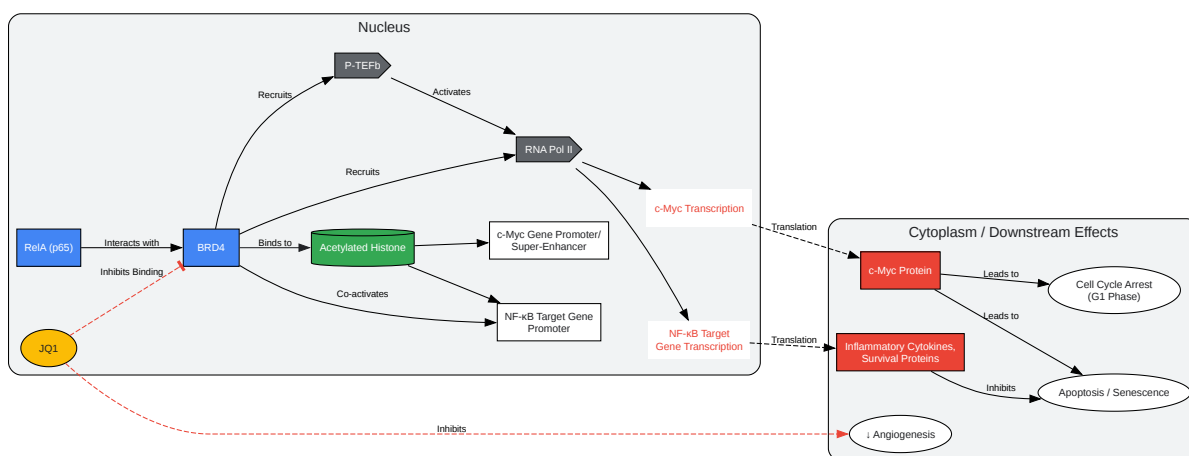 Nucleus
P-TEFb
Recruits
Activates
RNA Pol II
Recruits
c-Myc Transcription
RelA (p65)
Interacts with
BRD4
Binds to
Acetylated Histone
c-Myc Gene Promoter/
Super-Enhancer
Translation
Cytoplasm / Downstream Effects
Inhibits Binding
c-Myc Protein
Leads to
Cell Cycle Arrest
(G1 Phase)
Co-activates
NF-κB Target Gene
Promoter
Leads to
JQ1
NF-κB Target
Gene Transcription
Translation
Inflammatory Cytokines,
Survival Proteins
Inhibits
Apoptosis / Senescence
Inhibits
↓ Angiogenesis